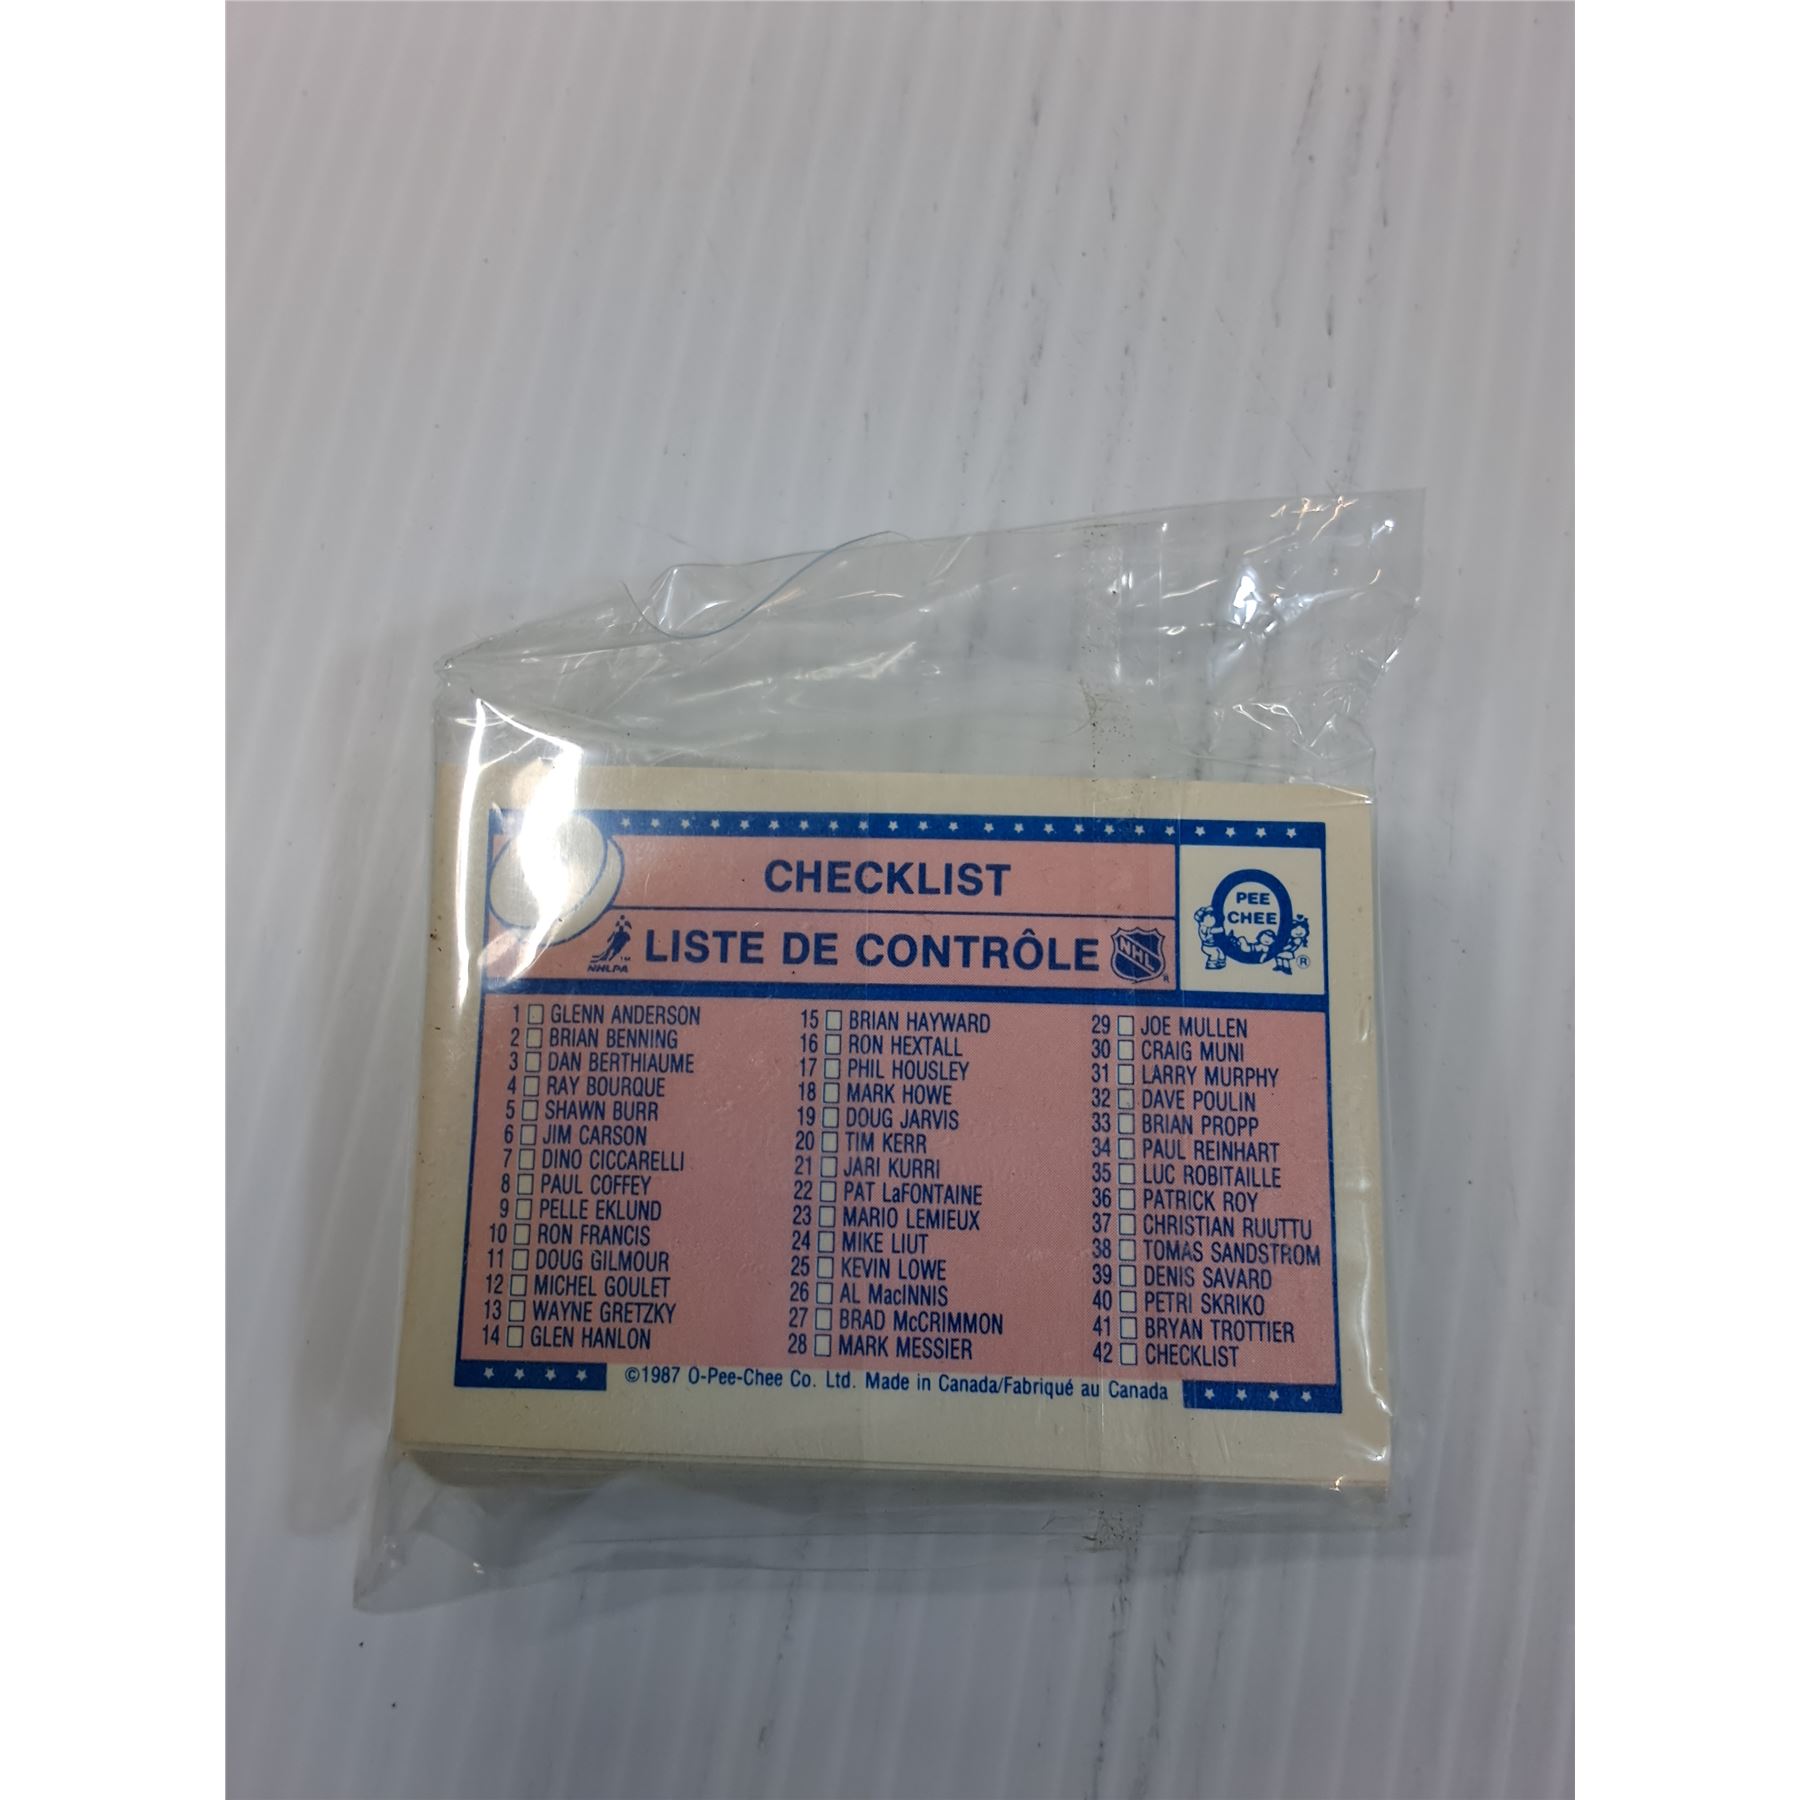 CHECKLIST
LISTE DE CONTRÔLE
NHLPA ™
NHL ®
O
PEE
CHEE
®
1 GLENN ANDERSON
2 BRIAN BENNING
3 DAN BERTHIAUME
4 RAY BOURQUE
5 SHAWN BURR
6 JIM CARSON
7 DINO CICCARELLI
8 PAUL COFFEY
9 PELLE EKLUND
10 RON FRANCIS
11 DOUG GILMOUR
12 MICHEL GOULET
13 WAYNE GRETZKY
14 GLEN HANLON
15 BRIAN HAYWARD
16 RON HEXTALL
17 PHIL HOUSLEY
18 MARK HOWE
19 DOUG JARVIS
20 TIM KERR
21 JARI KURRI
22 PAT LaFONTAINE
23 MARIO LEMIEUX
24 MIKE LIUT
25 KEVIN LOWE
26 AL MacINNIS
27 BRAD McCRIMMON
28 MARK MESSIER
29 JOE MULLEN
30 CRAIG MUNI
31 LARRY MURPHY
32 DAVE POULIN
33 BRIAN PROPP
34 PAUL REINHART
35 LUC ROBITAILLE
36 PATRICK ROY
37 CHRISTIAN RUUTTU
38 TOMAS SANDSTROM
39 DENIS SAVARD
40 PETRI SKRIKO
41 BRYAN TROTTIER
42 CHECKLIST
©1987 O-Pee-Chee Co. Ltd. Made in Canada/Fabriqué au Canada